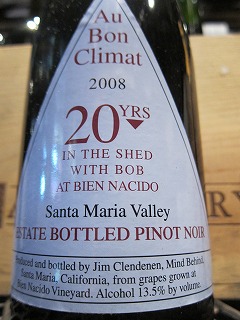 Au
Bon
Climat
2008
20 YRS
IN THE SHED
WITH BOB
AT BIEN NACIDO
Santa Maria Valley
ESTATE BOTTLED PINOT NOIR
Produced and bottled by Jim Clendenen, Mind Behind,
Santa Maria, California, from grapes grown at
Bien Nacido Vineyard. Alcohol 13.5% by volume.